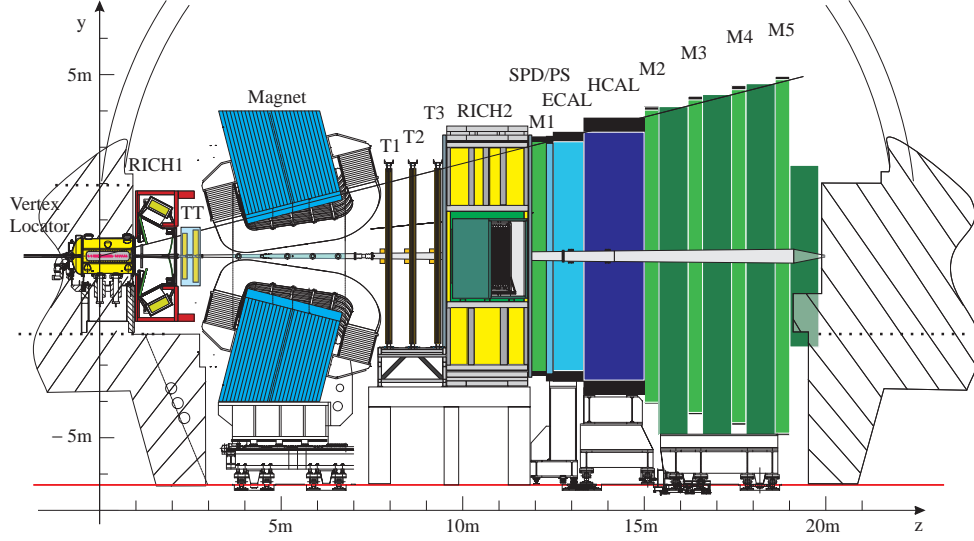 y
5m
Vertex
Locator
RICH1
TT
Magnet
T1
T2
T3
RICH2
M1
SPD/PS
ECAL
HCAL
M2
M3
M4
M5
− 5m
5m
10m
15m
20m
z